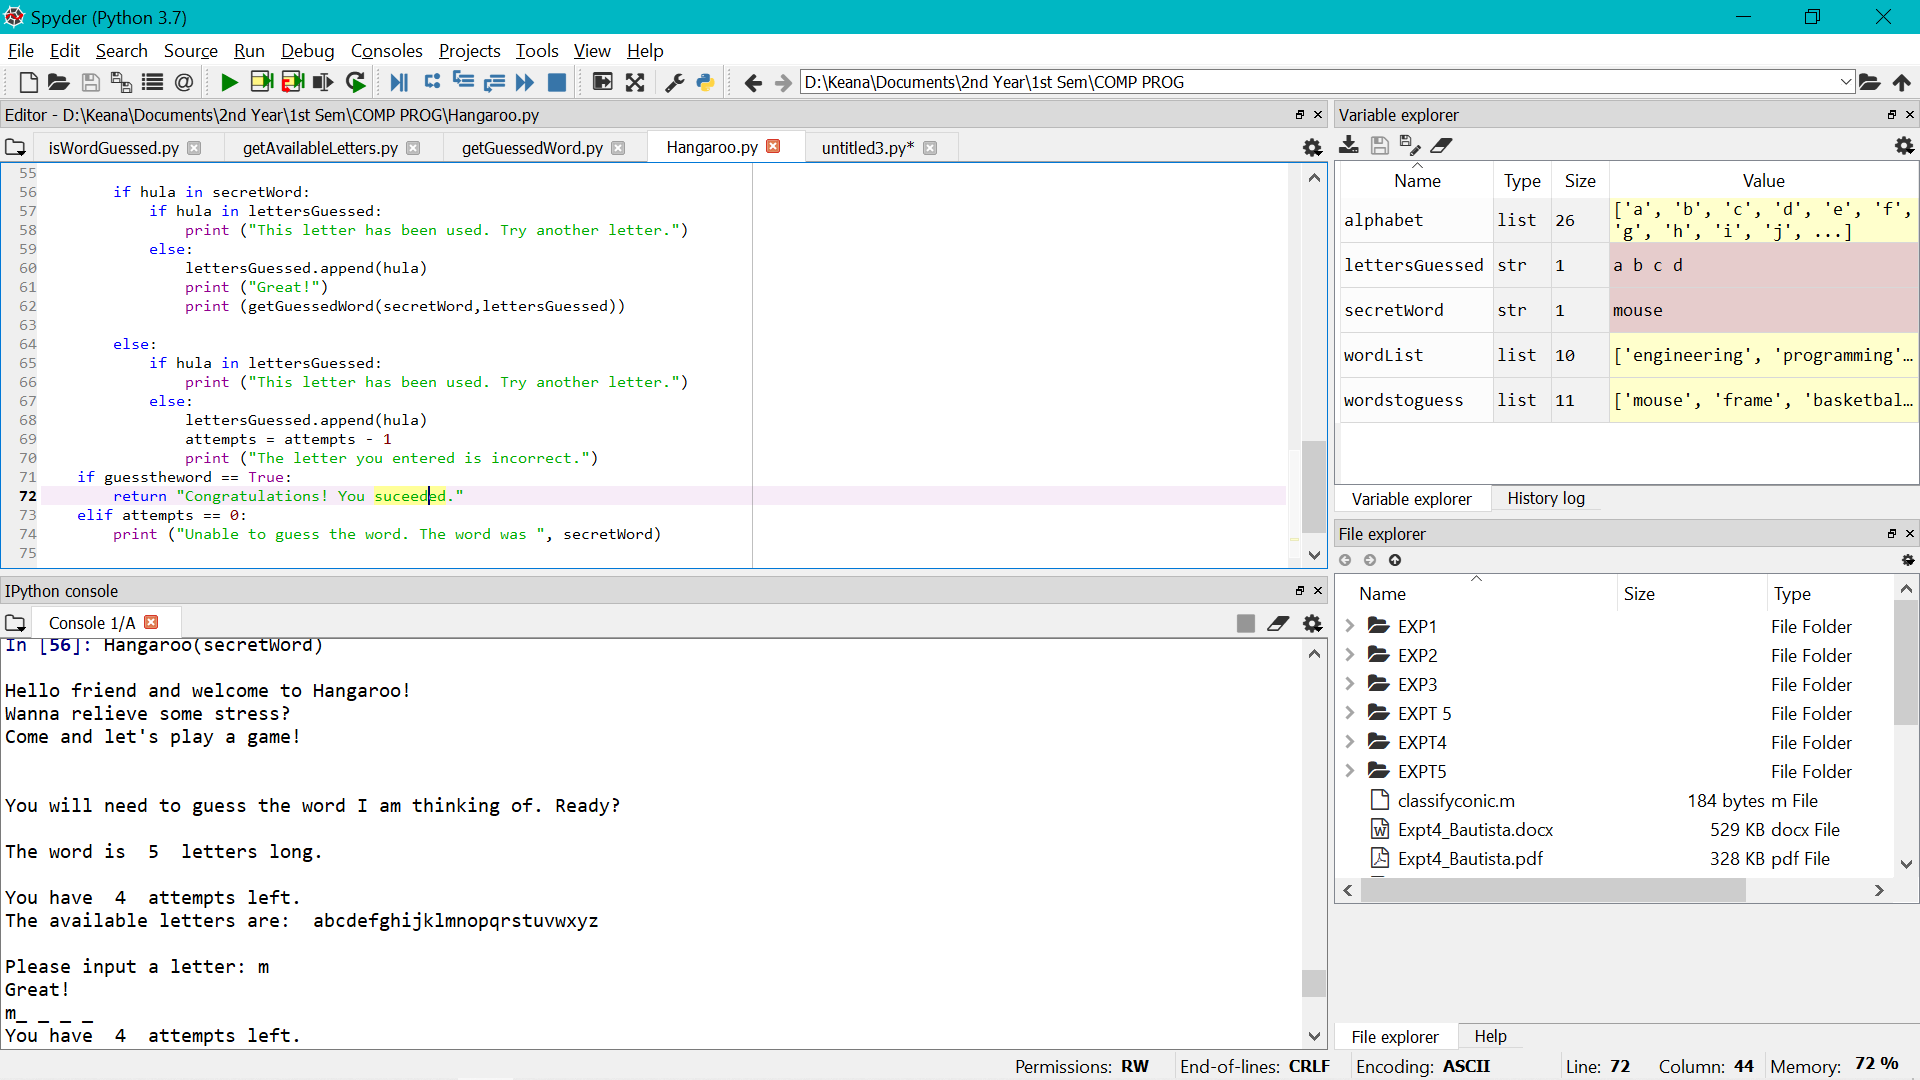 Spyder (Python 3.7)
File Edit Search Source Run Debug Consoles Projects Tools View Help
D:\Keana\Documents\2nd Year\1st Sem\COMP PROG
Editor - D:\Keana\Documents\2nd Year\1st Sem\COMP PROG\Hangaroo.py
isWordGuessed.py getAvailableLetters.py getGuessedWord.py Hangaroo.py untitled3.py*
55
56 if hula in secretWord:
57 if hula in lettersGuessed:
58 print ("This letter has been used. Try another letter.")
59 else:
60 lettersGuessed.append(hula)
61 print ("Great!")
62 print (getGuessedWord(secretWord,lettersGuessed))
63
64 else:
65 if hula in lettersGuessed:
66 print ("This letter has been used. Try another letter.")
67 else:
68 lettersGuessed.append(hula)
69 attempts = attempts - 1
70 print ("The letter you entered is incorrect.")
71 if guesstheword == True:
72 return "Congratulations! You suceeded."
73 elif attempts == 0:
74 print ("Unable to guess the word. The word was ", secretWord)
75
IPython console
Console 1/A
In [56]: Hangaroo(secretWord)
Hello friend and welcome to Hangaroo!
Wanna relieve some stress?
Come and let's play a game!
You will need to guess the word I am thinking of. Ready?
The word is  5  letters long.
You have  4  attempts left.
The available letters are:  abcdefghijklmnopqrstuvwxyz
Please input a letter: m
Great!
m_ _ _ _
You have  4  attempts left.
Variable explorer
Name Type Size Value
alphabet list 26 ['a', 'b', 'c', 'd', 'e', 'f',
'g', 'h', 'i', 'j', ...]
lettersGuessed str 1 a b c d
secretWord str 1 mouse
wordList list 10 ['engineering', 'programming'…
wordstoguess list 11 ['mouse', 'frame', 'basketbal…
Variable explorer History log
File explorer
Name Size Type
EXP1 File Folder
EXP2 File Folder
EXP3 File Folder
EXPT 5 File Folder
EXPT4 File Folder
EXPT5 File Folder
classifyconic.m 184 bytes m File
Expt4_Bautista.docx 529 KB docx File
Expt4_Bautista.pdf 328 KB pdf File
File explorer Help
Permissions: RW End-of-lines: CRLF Encoding: ASCII Line: 72 Column: 44 Memory: 72 %